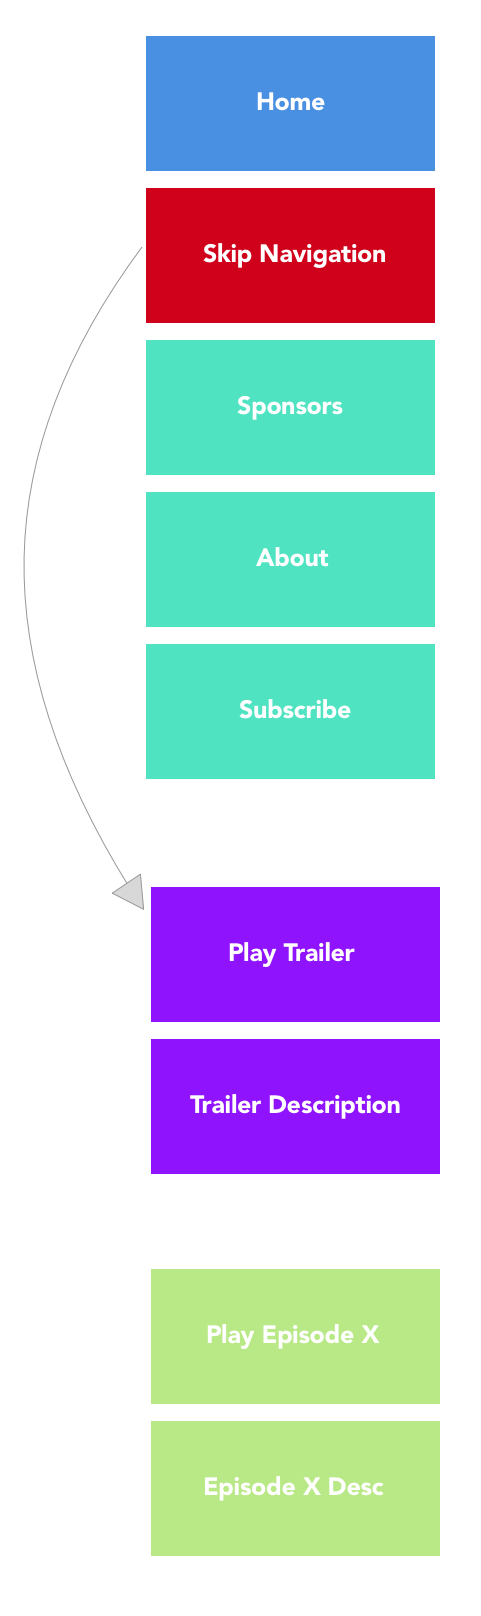 Home
Skip Navigation
Sponsors
About
Subscribe
Play Trailer
Trailer Description
Play Episode X
Episode X Desc